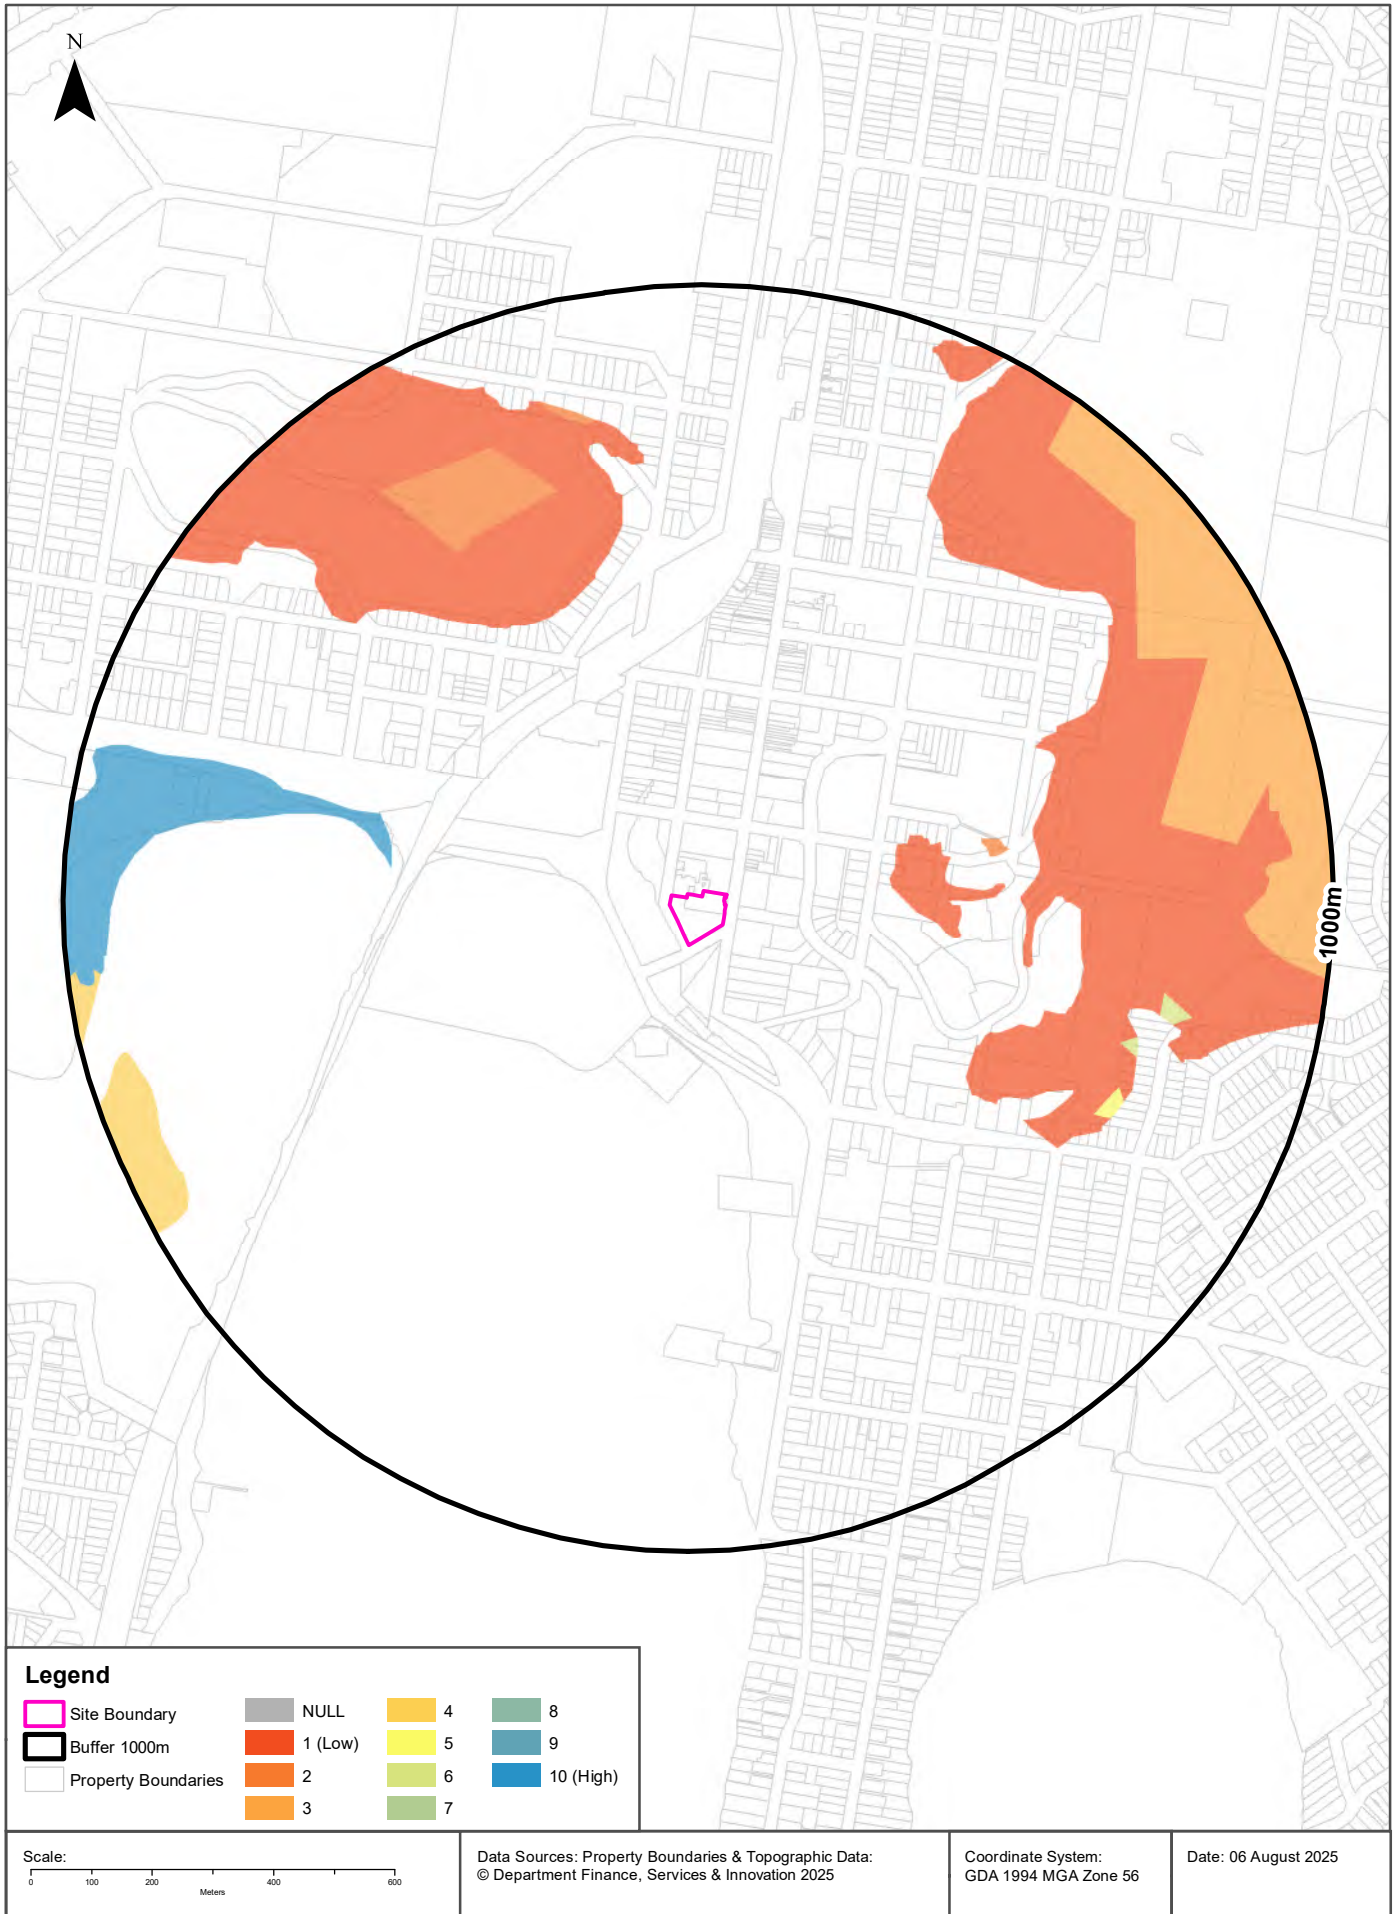 N
1000m
Legend
Site Boundary
Buffer 1000m
Property Boundaries
NULL
1 (Low)
2
3
4
5
6
7
8
9
10 (High)
Scale:
0 100 200 400 600
Meters
Data Sources: Property Boundaries & Topographic Data:
© Department Finance, Services & Innovation 2025
Coordinate System:
GDA 1994 MGA Zone 56
Date: 06 August 2025